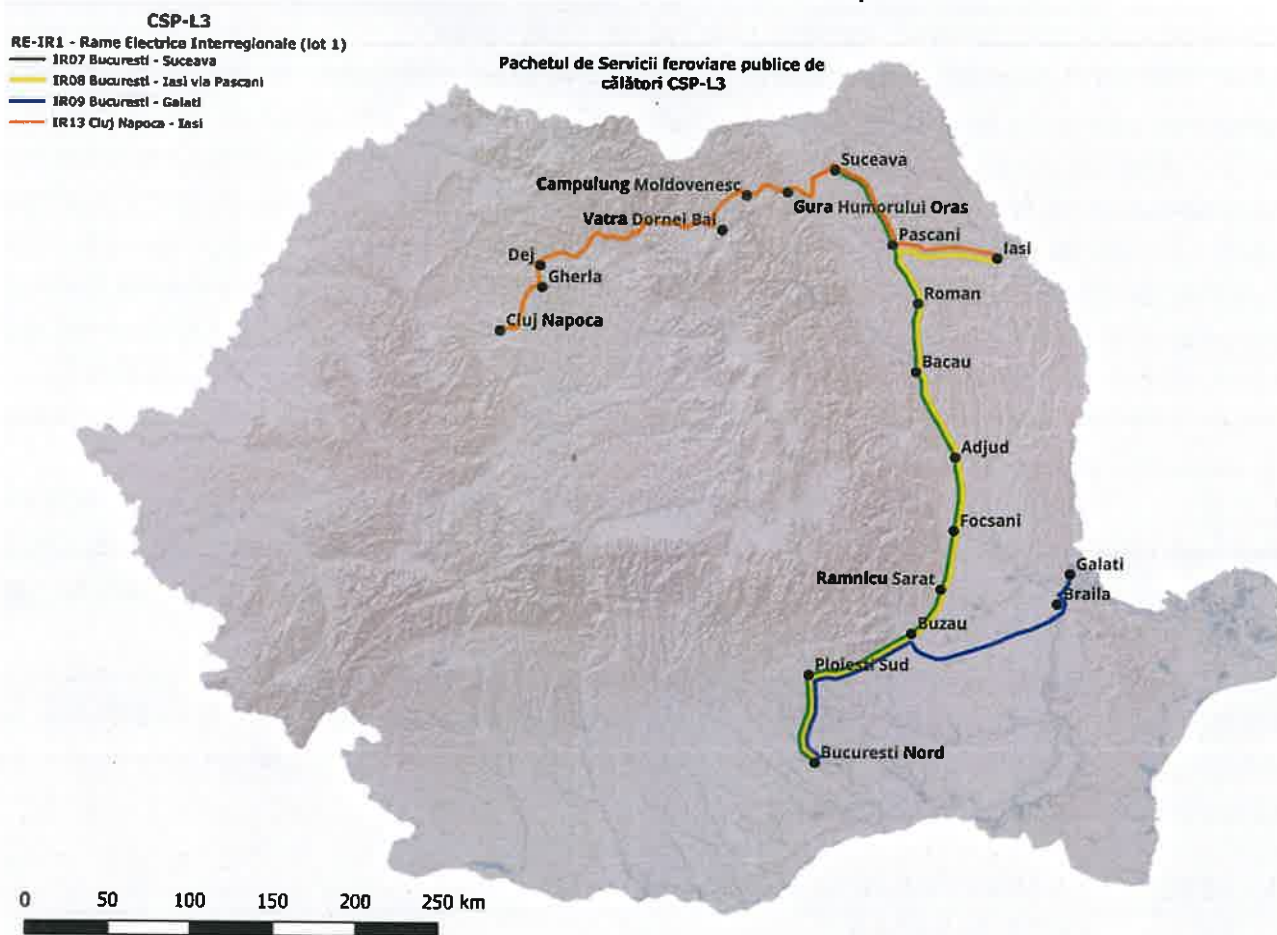 CSP-L3
RE-IR1 - Rame Electrice Interregionale (lot 1)
IR07 Bucuresti - Suceava
IR08 Bucuresti - Iasi via Pascani
IR09 Bucuresti - Galati
IR13 Cluj Napoca - Iasi
Pachetul de Servicii feroviare publice de
călători CSP-L3
Suceava
Campulung Moldovenesc
Gura Humorului Oras
Vatra Dornei Bai
Pascani
Iasi
Dej
Gherla
Roman
Cluj Napoca
Bacau
Adjud
Focsani
Galati
Ramnicu Sarat
Braila
Buzau
Ploiesti Sud
Bucuresti Nord
0 50 100 150 200 250 km